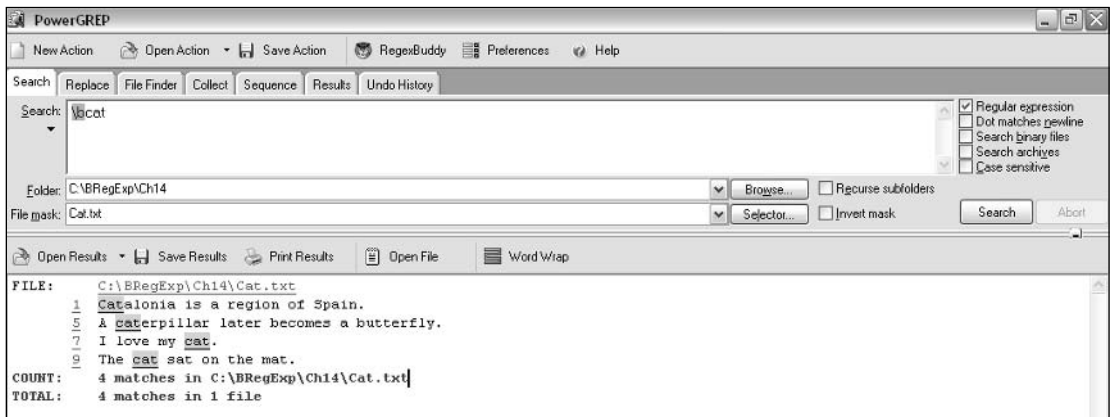 PowerGREP
New Action Open Action Save Action RegexBuddy Preferences Help
Search Replace File Finder Collect Sequence Results Undo History
Search: \bcat
Regular expression
Dot matches newline
Search binary files
Search archives
Case sensitive
Folder: C:\BRegExp\Ch14 Browse... Recurse subfolders
File mask: Cat.txt Selector... Invert mask Search Abort
Open Results Save Results Print Results Open File Word Wrap
FILE: C:\BRegExp\Ch14\Cat.txt
1 Catalonia is a region of Spain.
5 A caterpillar later becomes a butterfly.
7 I love my cat.
9 The cat sat on the mat.
COUNT: 4 matches in C:\BRegExp\Ch14\Cat.txt
TOTAL: 4 matches in 1 file